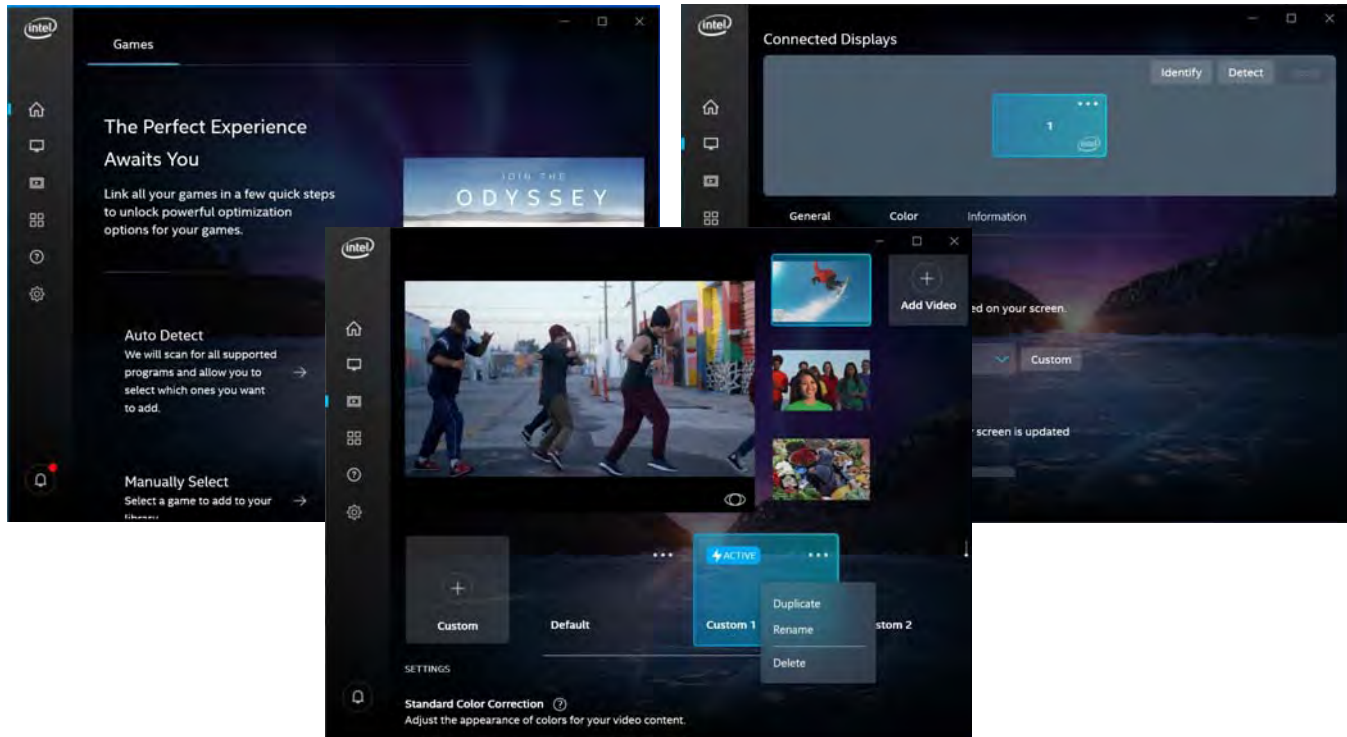 intel
Games
The Perfect Experience
Awaits You
Link all your games in a few quick steps
to unlock powerful optimization
options for your games.
JOIN THE
ODYSSEY
Auto Detect
We will scan for all supported
programs and allow you to
select which ones you want
to add.
Manually Select
Select a game to add to your
library
intel
Connected Displays
Identify Detect
1
intel
General Color Information
ed on your screen.
Custom
screen is updated
intel
Add Video
ACTIVE
Custom
Default
Custom 1
stom 2
Duplicate
Rename
Delete
SETTINGS
Standard Color Correction ?
Adjust the appearance of colors for your video content.